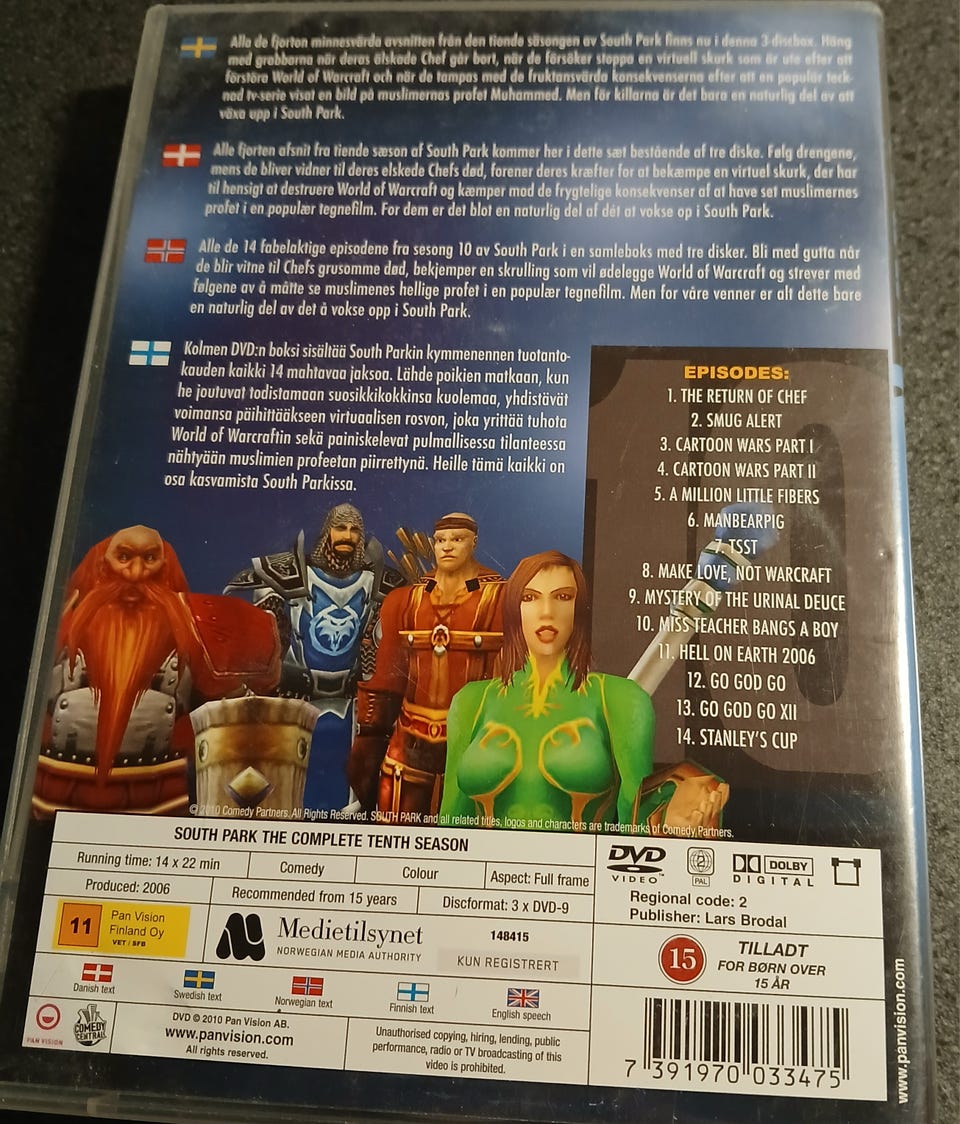 Alla de fjorton minnesvärda avsnitten från den tionde säsongen av South Park finns nu i denna 3-discbox. Häng
med grabbarna när deras älskade Chef går bort, när de försöker stoppa en virtuell skurk som är ute efter att
förstöra World of Warcraft och när de tampas med de fruktansvärda konsekvenserna efter att en populär teck-
nad tv-serie visat en bild på muslimernas profet Muhammed. Men för killarna är det bara en naturlig del av att
växa upp i South Park.
Alle fjorten afsnit fra tiende sæson af South Park kommer her i dette sæt bestående af tre diske. Følg drengene,
mens de bliver vidner til deres elskede Chefs død, forener deres kræfter for at bekæmpe en virtuel skurk, der har
til hensigt at destruere World of Warcraft og kæmper mod de frygtelige konsekvenser af at have set muslimernes
profet i en populær tegnefilm. For dem er det blot en naturlig del af dét at vokse op i South Park.
Alle de 14 fabelaktige episodene fra sesong 10 av South Park i en samleboks med tre disker. Bli med gutta når
de blir vitne til Chefs grusomme død, bekjemper en skrulling som vil ødelegge World of Warcraft og strever med
følgene av å måtte se muslimenes hellige profet i en populær tegnefilm. Men for våre venner er alt dette bare
en naturlig del av det å vokse opp i South Park.
Kolmen DVD:n boksi sisältää South Parkin kymmenennen tuotanto-
kauden kaikki 14 mahtavaa jaksoa. Lähde poikien matkaan, kun
he joutuvat todistamaan suosikkikokkinsa kuolemaa, yhdistävät
voimansa päihittääkseen virtuaalisen rosvon, joka yrittää tuhota
World of Warcraftin sekä painiskelevat pulmallisessa tilanteessa
nähtyään muslimien profeetan piirrettynä. Heille tämä kaikki on
osa kasvamista South Parkissa.
EPISODES:
1. THE RETURN OF CHEF
2. SMUG ALERT
3. CARTOON WARS PART I
4. CARTOON WARS PART II
5. A MILLION LITTLE FIBERS
6. MANBEARPIG
7. TSST
8. MAKE LOVE, NOT WARCRAFT
9. MYSTERY OF THE URINAL DEUCE
10. MISS TEACHER BANGS A BOY
11. HELL ON EARTH 2006
12. GO GOD GO
13. GO GOD GO XII
14. STANLEY'S CUP
© 2010 Comedy Partners. All Rights Reserved. SOUTH PARK and all related titles, logos and characters are trademarks of Comedy Partners.
SOUTH PARK THE COMPLETE TENTH SEASON
Running time: 14 x 22 min
Comedy
Colour
Aspect: Full frame
Produced: 2006
Recommended from 15 years
Discformat: 3 x DVD-9
11
Pan Vision
Finland Oy
VET / SFB
Medietilsynet
NORWEGIAN MEDIA AUTHORITY
148415
KUN REGISTRERT
Danish text
Swedish text
Norwegian text
Finnish text
English speech
PAN VISION
COMEDY
CENTRAL
DVD © 2010 Pan Vision AB.
www.panvision.com
All rights reserved.
Unauthorised copying, hiring, lending, public
performance, radio or TV broadcasting of this
video is prohibited.
DVD
VIDEO™
2
PAL
DOLBY
DIGITAL
Regional code: 2
Publisher: Lars Brodal
15
TILLADT
FOR BØRN OVER
15 ÅR
7 391970 033475
www.panvision.com